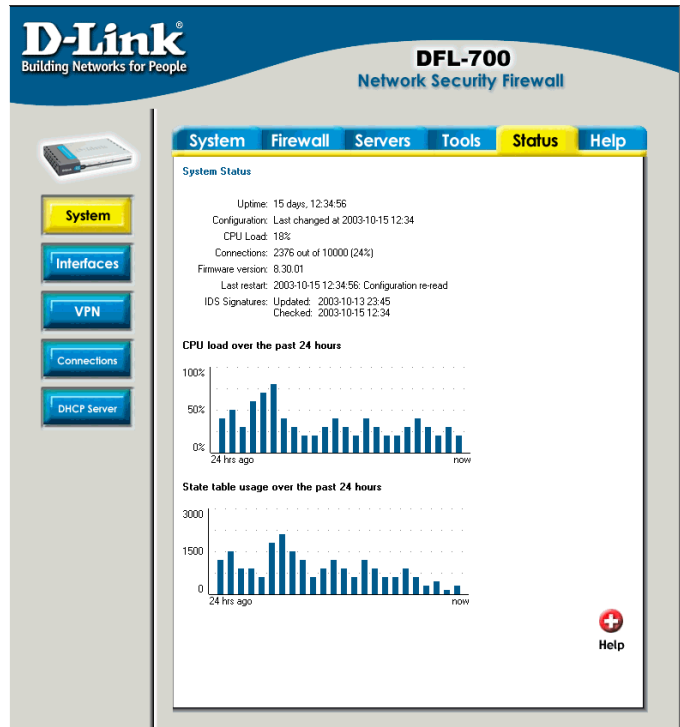 D-Link®
Building Networks for People
DFL-700
Network Security Firewall
System Firewall Servers Tools Status Help
System
Interfaces
VPN
Connections
DHCP Server
System Status
Uptime: 15 days, 12:34:56
Configuration: Last changed at 2003-10-15 12:34
CPU Load: 18%
Connections: 2376 out of 10000 (24%)
Firmware version: 8.30.01
Last restart: 2003-10-15 12:34:56: Configuration re-read
IDS Signatures: Updated: 2003-10-13 23:45
Checked: 2003-10-15 12:34
CPU load over the past 24 hours
100%
50%
0%
24 hrs ago now
State table usage over the past 24 hours
3000
1500
0
24 hrs ago now
Help